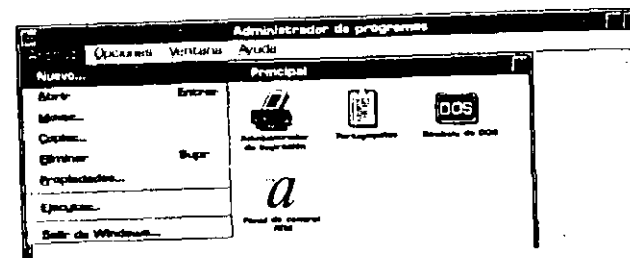 Administrador de programas
Opciones Ventana Ayuda
Nuevo...
Principal
Abrir Entrar
Mover...
Copiar...
Eliminar Supr
Propiedades...
Ejecutar...
Salir de Windows...
Administrador
de impresión
Portapapeles
DOS
Símbolo de DOS
a
Panel de control
ATM